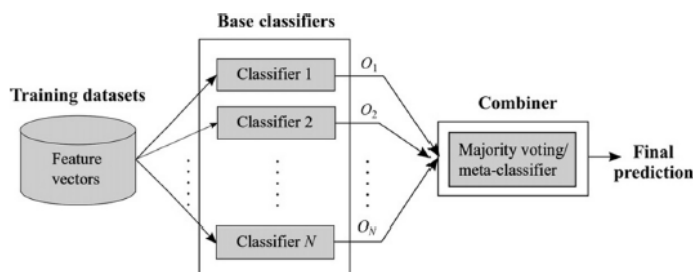 Base classifiers
Training datasets
Feature
vectors
Classifier 1
Classifier 2
Classifier N
O1
O2
ON
Combiner
Majority voting/
meta-classifier
Final
prediction